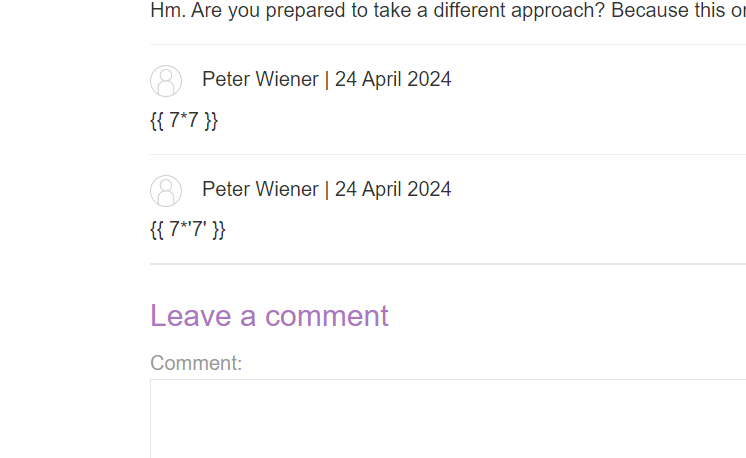 Hm. Are you prepared to take a different approach? Because this
Peter Wiener | 24 April 2024
{{ 7*7 }}
Peter Wiener | 24 April 2024
{{ 7*'7' }}
Leave a comment
Comment: